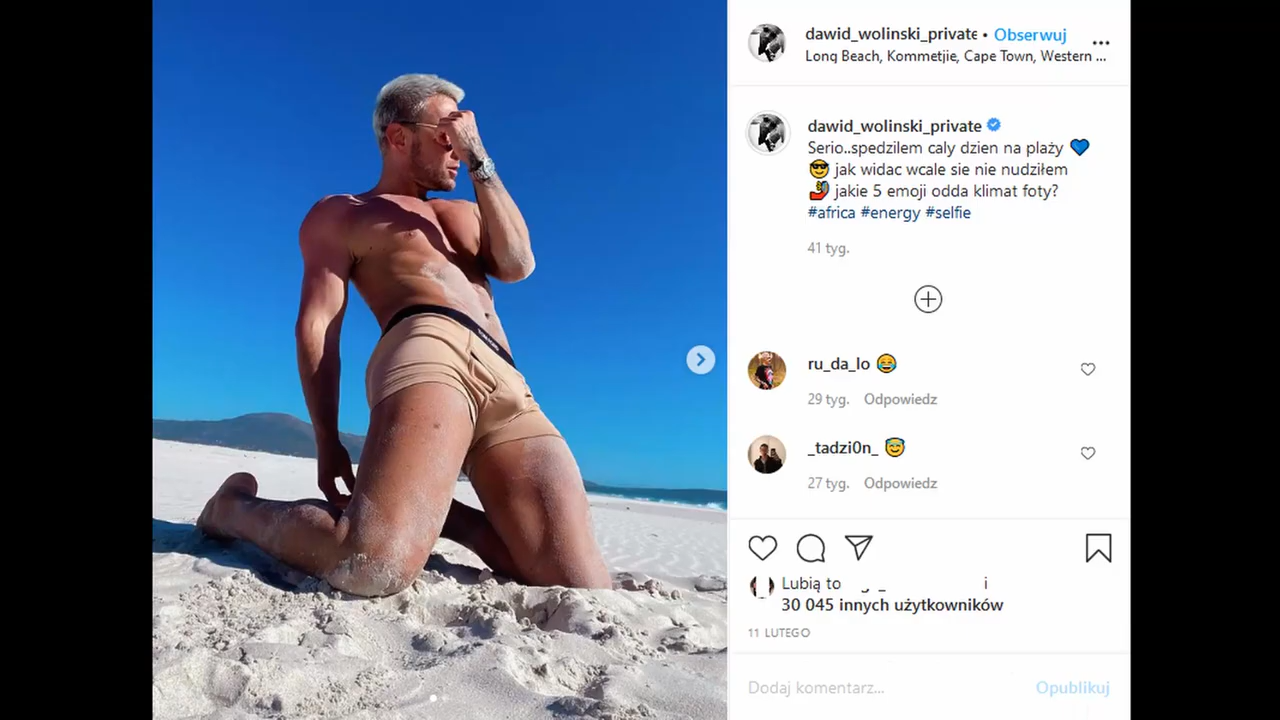 dawid_wolinski_private • Obserwuj
Long Beach, Kommetjie, Cape Town, Western ...
dawid_wolinski_private
Serio..spedzilem caly dzien na plaży 💙
😎 jak widac wcale sie nie nudziłem
🤳 jakie 5 emoji odda klimat foty?
#africa #energy #selfie
41 tyg.
ru_da_lo 😂
29 tyg. Odpowiedz
_tadzi0n_ 😇
27 tyg. Odpowiedz
Lubią to i
30 045 innych użytkowników
11 LUTEGO
Dodaj komentarz... Opublikuj